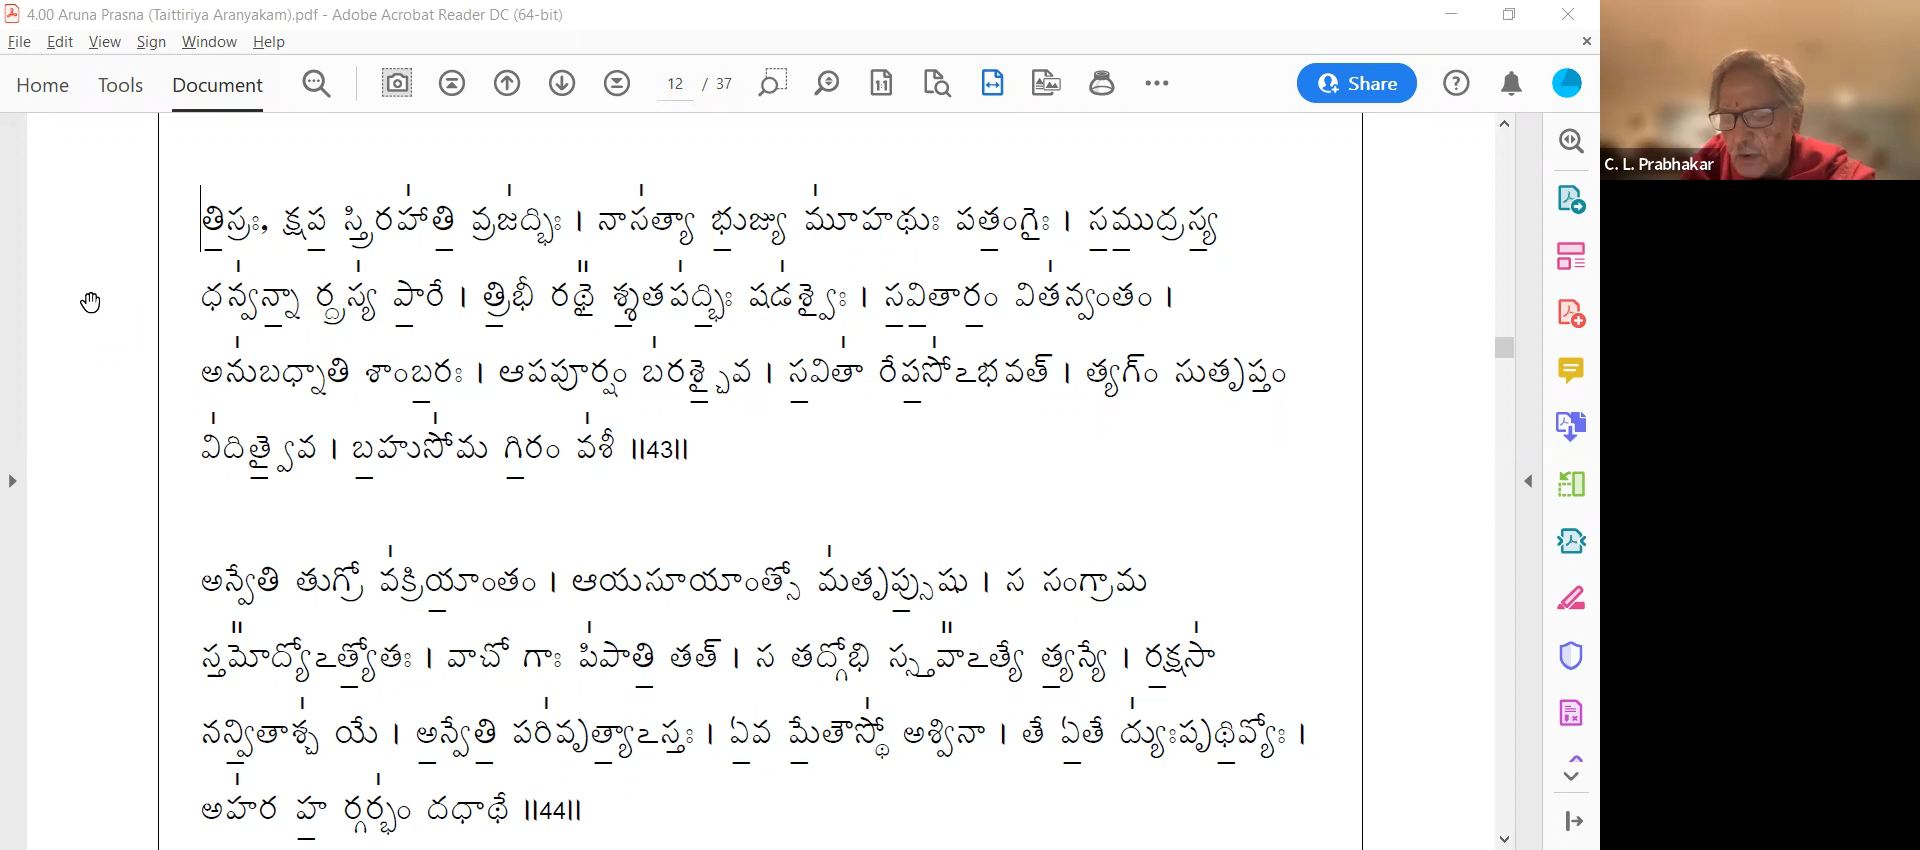 4.00 Aruna Prasna (Taittiriya Aranyakam).pdf - Adobe Acrobat Reader DC (64-bit)
File Edit View Sign Window Help
Home Tools Document 12 / 37 Share
C. L. Prabhakar
తిస్రః, క్షప స్త్రిరహాతి వ్రజద్భిః । నాసత్యా భుజ్యు మూహథుః పతంగైః । సముద్రస్య
ధన్వన్నా ర్ద్రస్య పారే । త్రిభీ రథై శ్శతపద్భిః షడశ్వైః । సవితారం వితన్వంతం ।
అనుబధ్నాతి శాంబరః । ఆపపూర్షం బరశ్చైవ । సవితా రేపసోఽభవత్ । త్యగ్ం సుతృప్తం
విదిత్వైవ । బహుసోమ గిరం వశీ ॥43॥
అన్వేతి తుగ్రో వక్రియాంతం । ఆయసూయాంత్సో మతృప్సుషు । స సంగ్రామ
స్తమోద్యోఽత్యోతః । వాచో గాః పిపాతి తత్ । స తద్గోభి స్స్తవాఽత్యే త్యన్యే । రక్షసా
నన్వితాశ్చ యే । అన్వేతి పరివృత్యాఽస్తః । ఏవ మేతౌస్థో అశ్వినా । తే ఏతే ద్యుఃపృథివ్యోః ।
అహర హ ర్గర్భం దధాథే ॥44॥